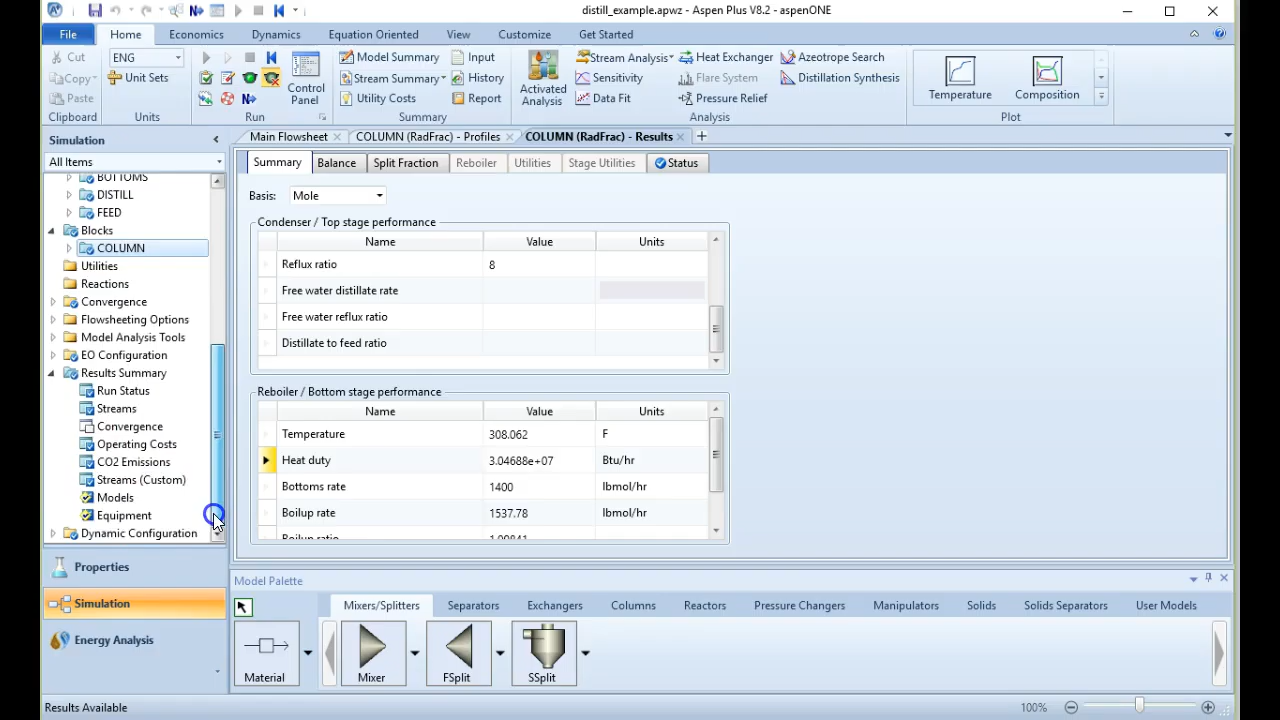 distill_example.apwz - Aspen Plus V8.2 - aspenONE
File Home Economics Dynamics Equation Oriented View Customize Get Started
Cut ENG Model Summary Input Stream Analysis Heat Exchanger Azeotrope Search
Copy Unit Sets Stream Summary History Sensitivity Flare System Distillation Synthesis
Paste Control Panel Utility Costs Report Activated Analysis Data Fit Pressure Relief Temperature Composition
Clipboard Units Run Summary Analysis Plot
Simulation Main Flowsheet COLUMN (RadFrac) - Profiles COLUMN (RadFrac) - Results
All Items
BOTTOMS
DISTILL
FEED
Blocks
COLUMN
Utilities
Reactions
Convergence
Flowsheeting Options
Model Analysis Tools
EO Configuration
Results Summary
Run Status
Streams
Convergence
Operating Costs
CO2 Emissions
Streams (Custom)
Models
Equipment
Dynamic Configuration
Properties
Simulation
Energy Analysis
Summary Balance Split Fraction Reboiler Utilities Stage Utilities Status
Basis: Mole
Condenser / Top stage performance
Name Value Units
Reflux ratio 8
Free water distillate rate
Free water reflux ratio
Distillate to feed ratio
Reboiler / Bottom stage performance
Name Value Units
Temperature 308.062 F
Heat duty 3.04688e+07 Btu/hr
Bottoms rate 1400 lbmol/hr
Boilup rate 1537.78 lbmol/hr
Boilup ratio 1.09841
Model Palette
Mixers/Splitters Separators Exchangers Columns Reactors Pressure Changers Manipulators Solids Solids Separators User Models
Material Mixer FSplit SSplit
Results Available 100%